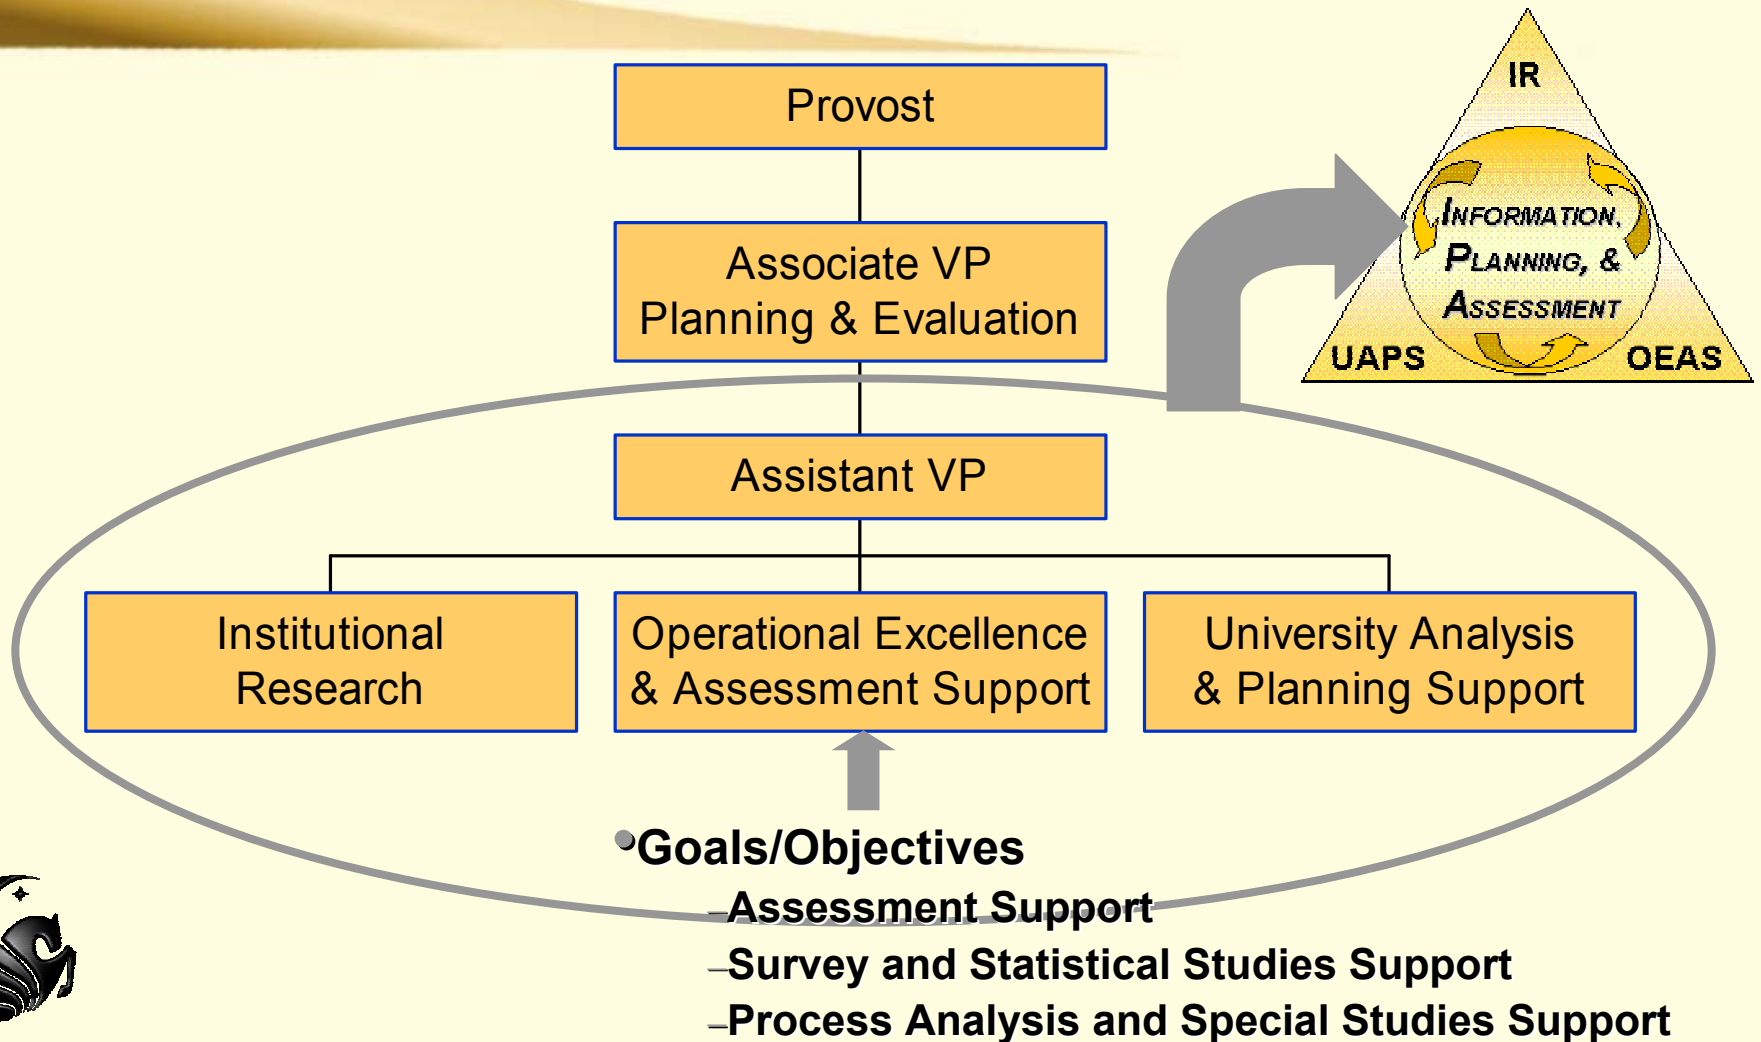 Provost
Associate VP
Planning & Evaluation
Assistant VP
Institutional
Research
Operational Excellence
& Assessment Support
University Analysis
& Planning Support
IR
INFORMATION,
PLANNING, &
ASSESSMENT
UAPS
OEAS
•Goals/Objectives
–Assessment Support
–Survey and Statistical Studies Support
–Process Analysis and Special Studies Support